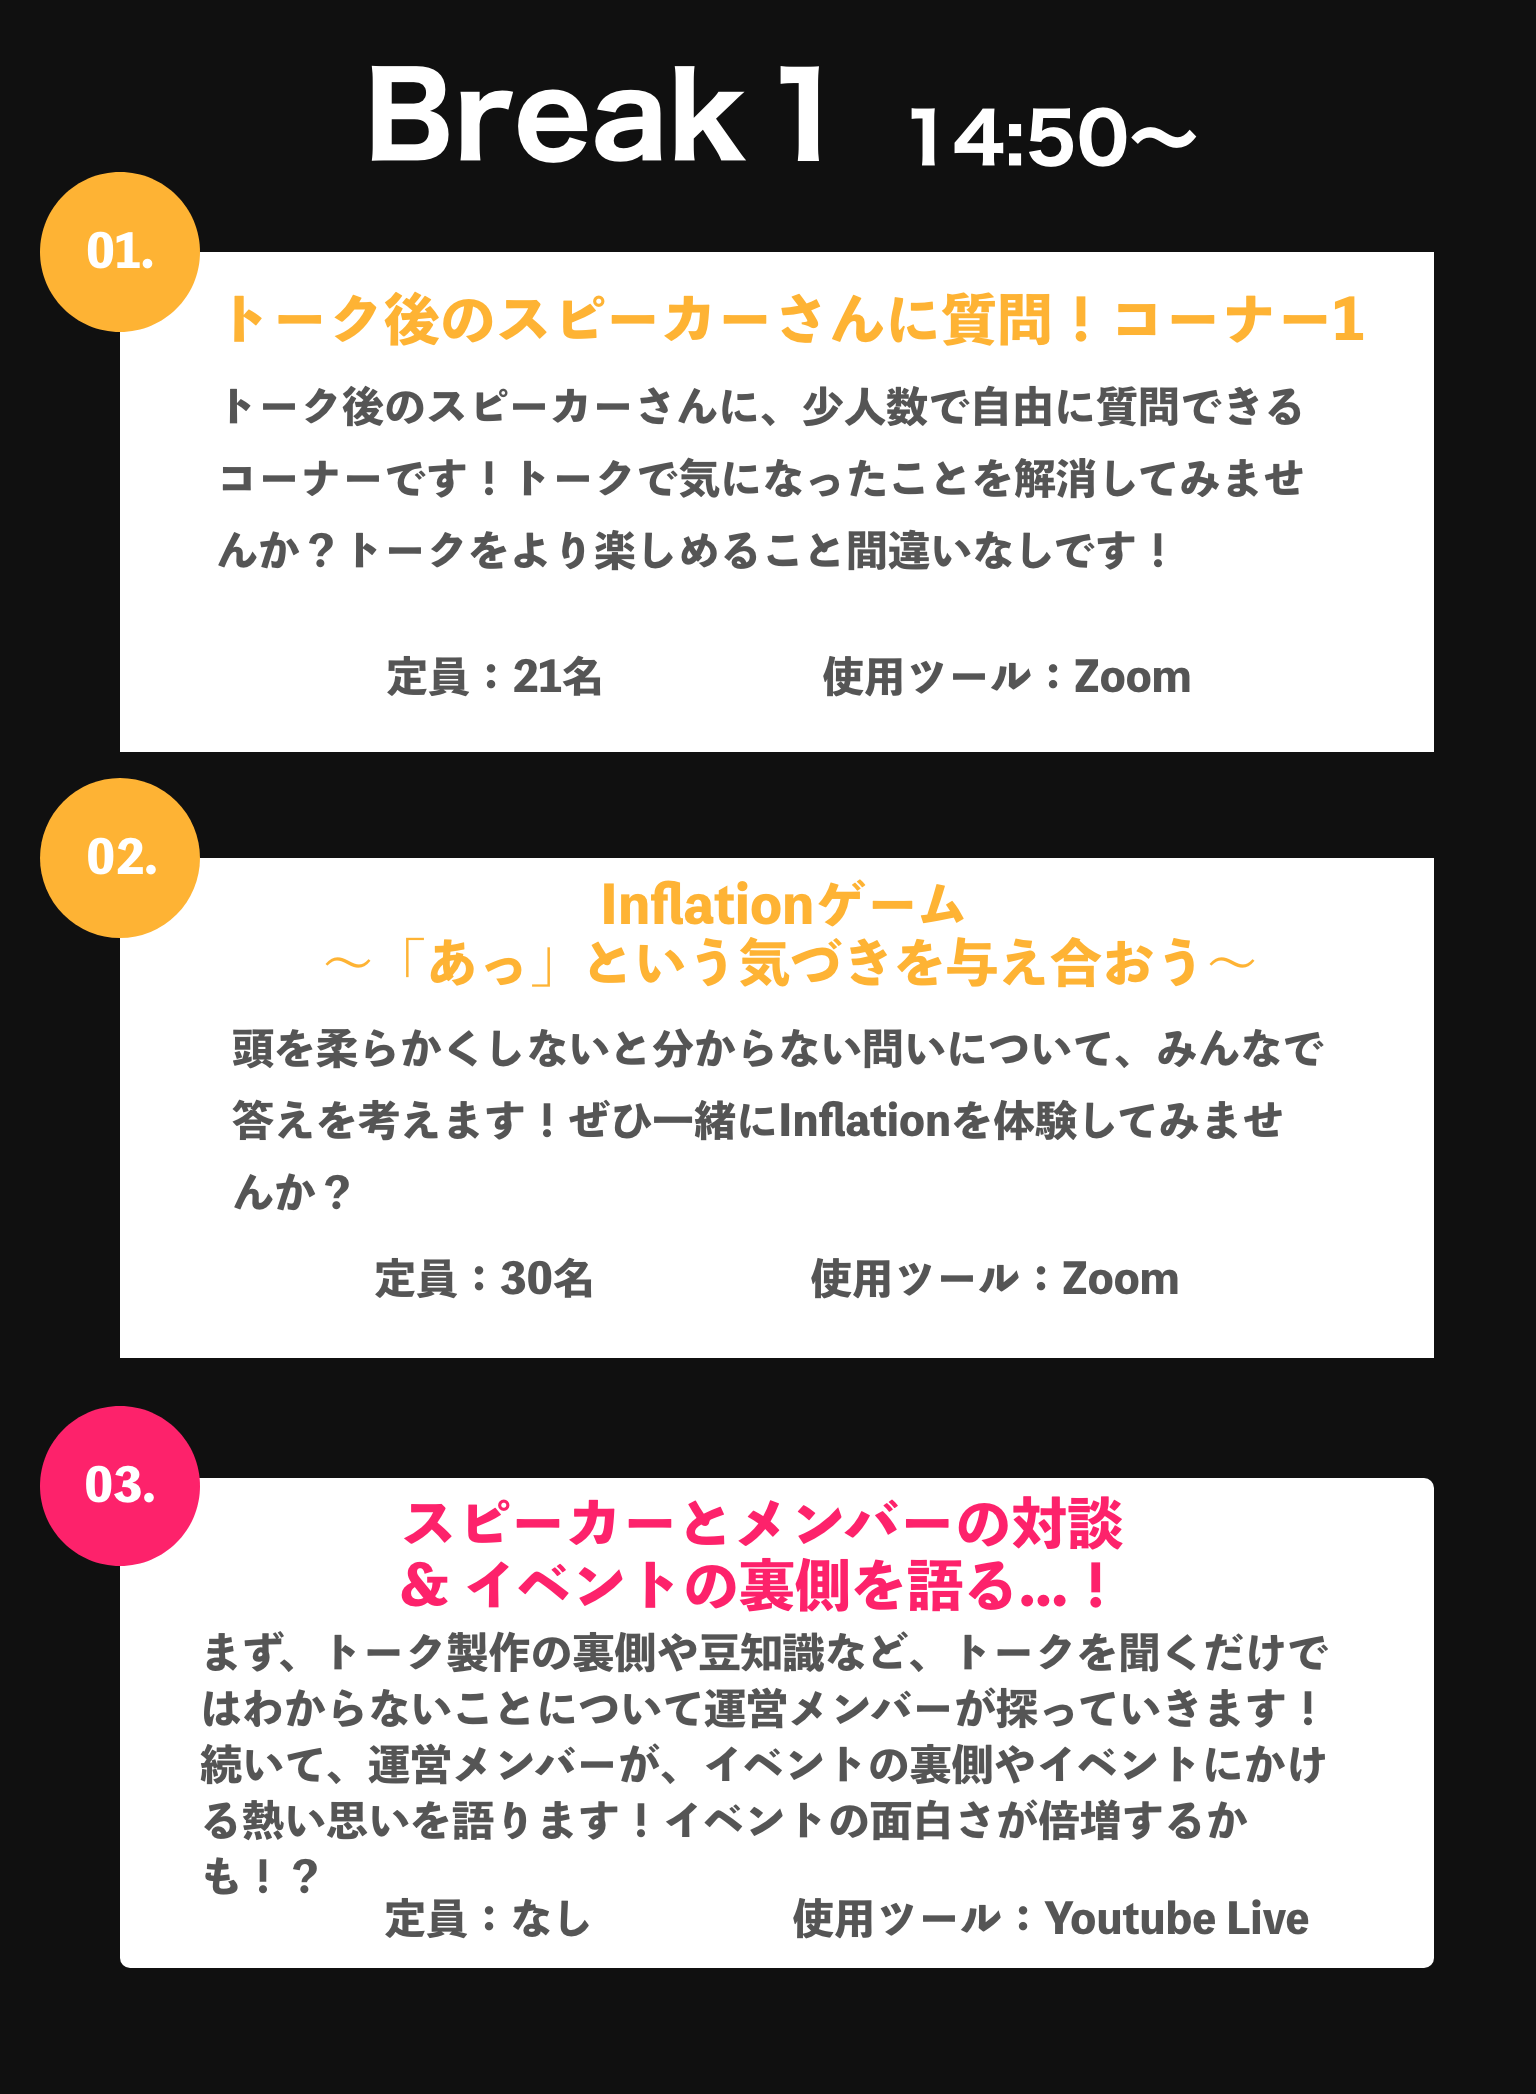 Break 1 14:50〜
01.
トーク後のスピーカーさんに質問！コーナー1
トーク後のスピーカーさんに、少人数で自由に質問できる
コーナーです！トークで気になったことを解消してみませ
んか？トークをより楽しめること間違いなしです！
定員：21名 使用ツール：Zoom
02.
Inflationゲーム
〜「あっ」という気づきを与え合おう〜
頭を柔らかくしないと分からない問いについて、みんなで
答えを考えます！ぜひ一緒にInflationを体験してみませ
んか？
定員：30名 使用ツール：Zoom
03.
スピーカーとメンバーの対談
& イベントの裏側を語る...！
まず、トーク製作の裏側や豆知識など、トークを聞くだけで
はわからないことについて運営メンバーが探っていきます！
続いて、運営メンバーが、イベントの裏側やイベントにかけ
る熱い思いを語ります！イベントの面白さが倍増するか
も！？
定員：なし 使用ツール：Youtube Live